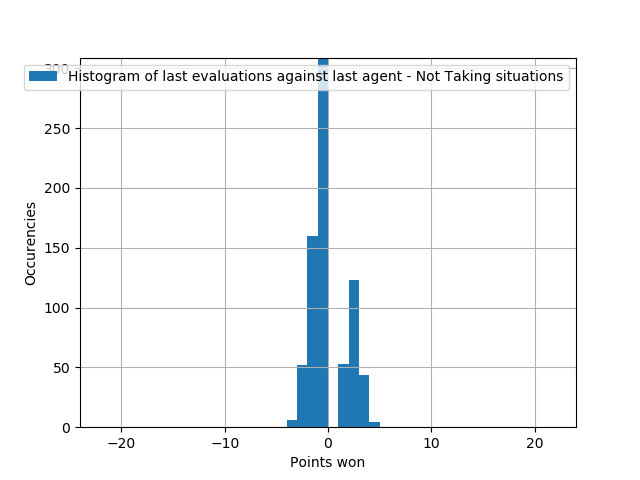 Histogram of last evaluations against last agent - Not Taking situations
300
250
200
150
100
50
0
Occurencies
−20 −10 0 10 20
Points won